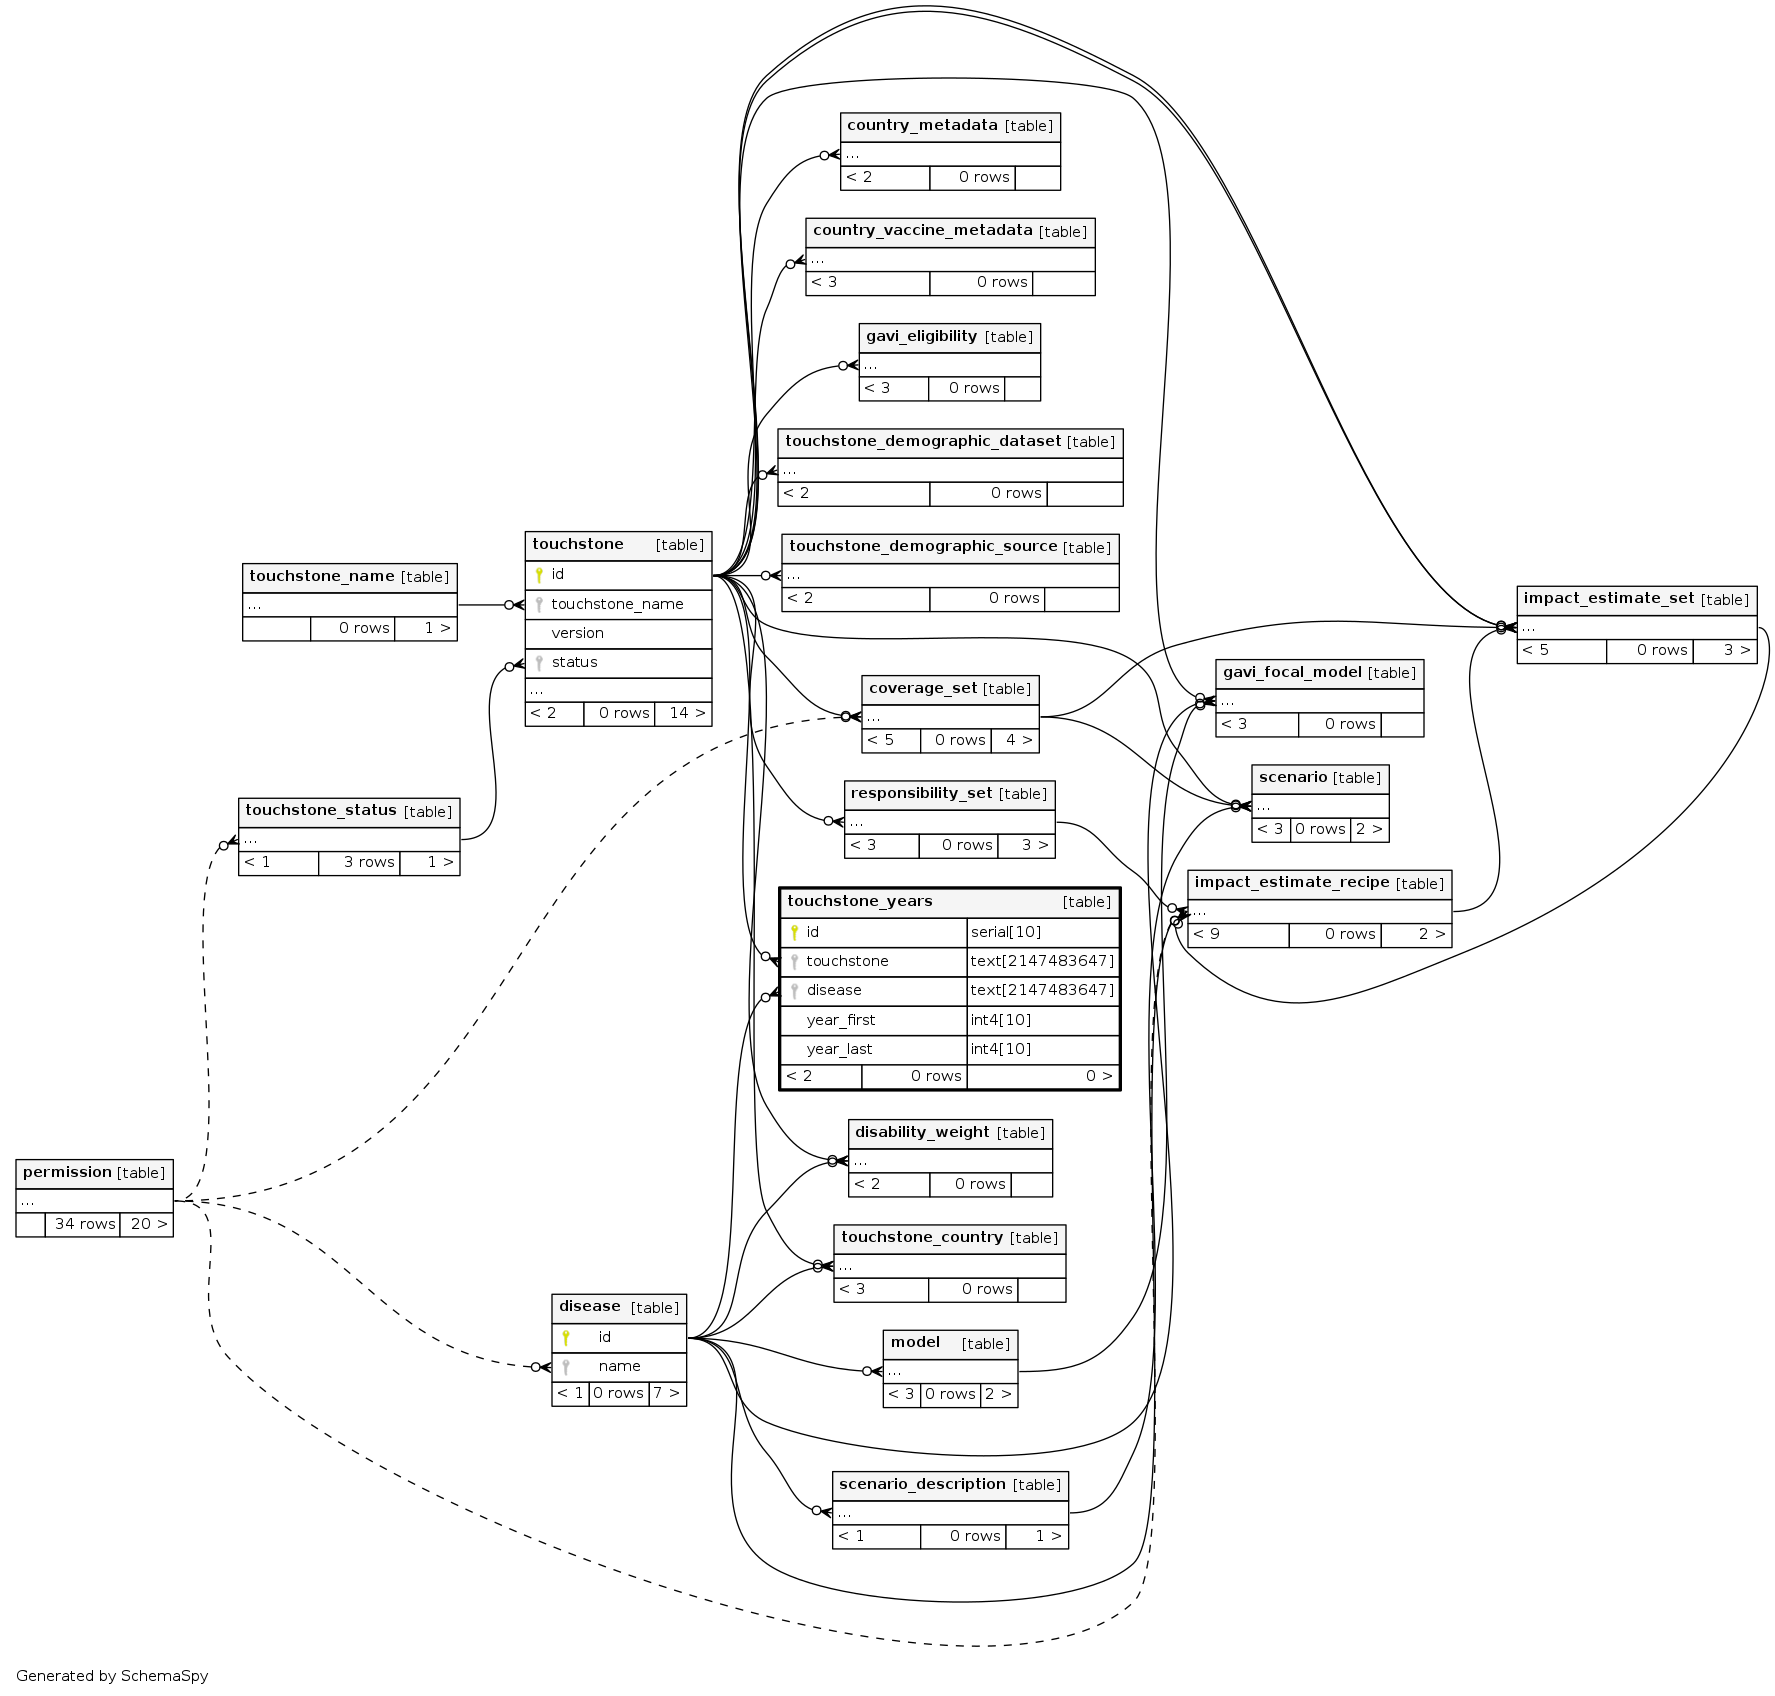 country_metadata [table]
...
< 2 0 rows
country_vaccine_metadata [table]
...
< 3 0 rows
gavi_eligibility [table]
...
< 3 0 rows
touchstone_demographic_dataset [table]
...
< 2 0 rows
touchstone_demographic_source [table]
...
< 2 0 rows
touchstone [table]
id
touchstone_name
version
status
...
< 2 0 rows 14 >
touchstone_name [table]
...
0 rows 1 >
impact_estimate_set [table]
...
< 5 0 rows 3 >
gavi_focal_model [table]
...
< 3 0 rows
coverage_set [table]
...
< 5 0 rows 4 >
scenario [table]
...
< 3 0 rows 2 >
responsibility_set [table]
...
< 3 0 rows 3 >
touchstone_status [table]
...
< 1 3 rows 1 >
impact_estimate_recipe [table]
...
< 9 0 rows 2 >
touchstone_years [table]
id serial[10]
touchstone text[2147483647]
disease text[2147483647]
year_first int4[10]
year_last int4[10]
< 2 0 rows 0 >
disability_weight [table]
...
< 2 0 rows
permission [table]
...
34 rows 20 >
touchstone_country [table]
...
< 3 0 rows
disease [table]
id
name
< 1 0 rows 7 >
model [table]
...
< 3 0 rows 2 >
scenario_description [table]
...
< 1 0 rows 1 >
Generated by SchemaSpy